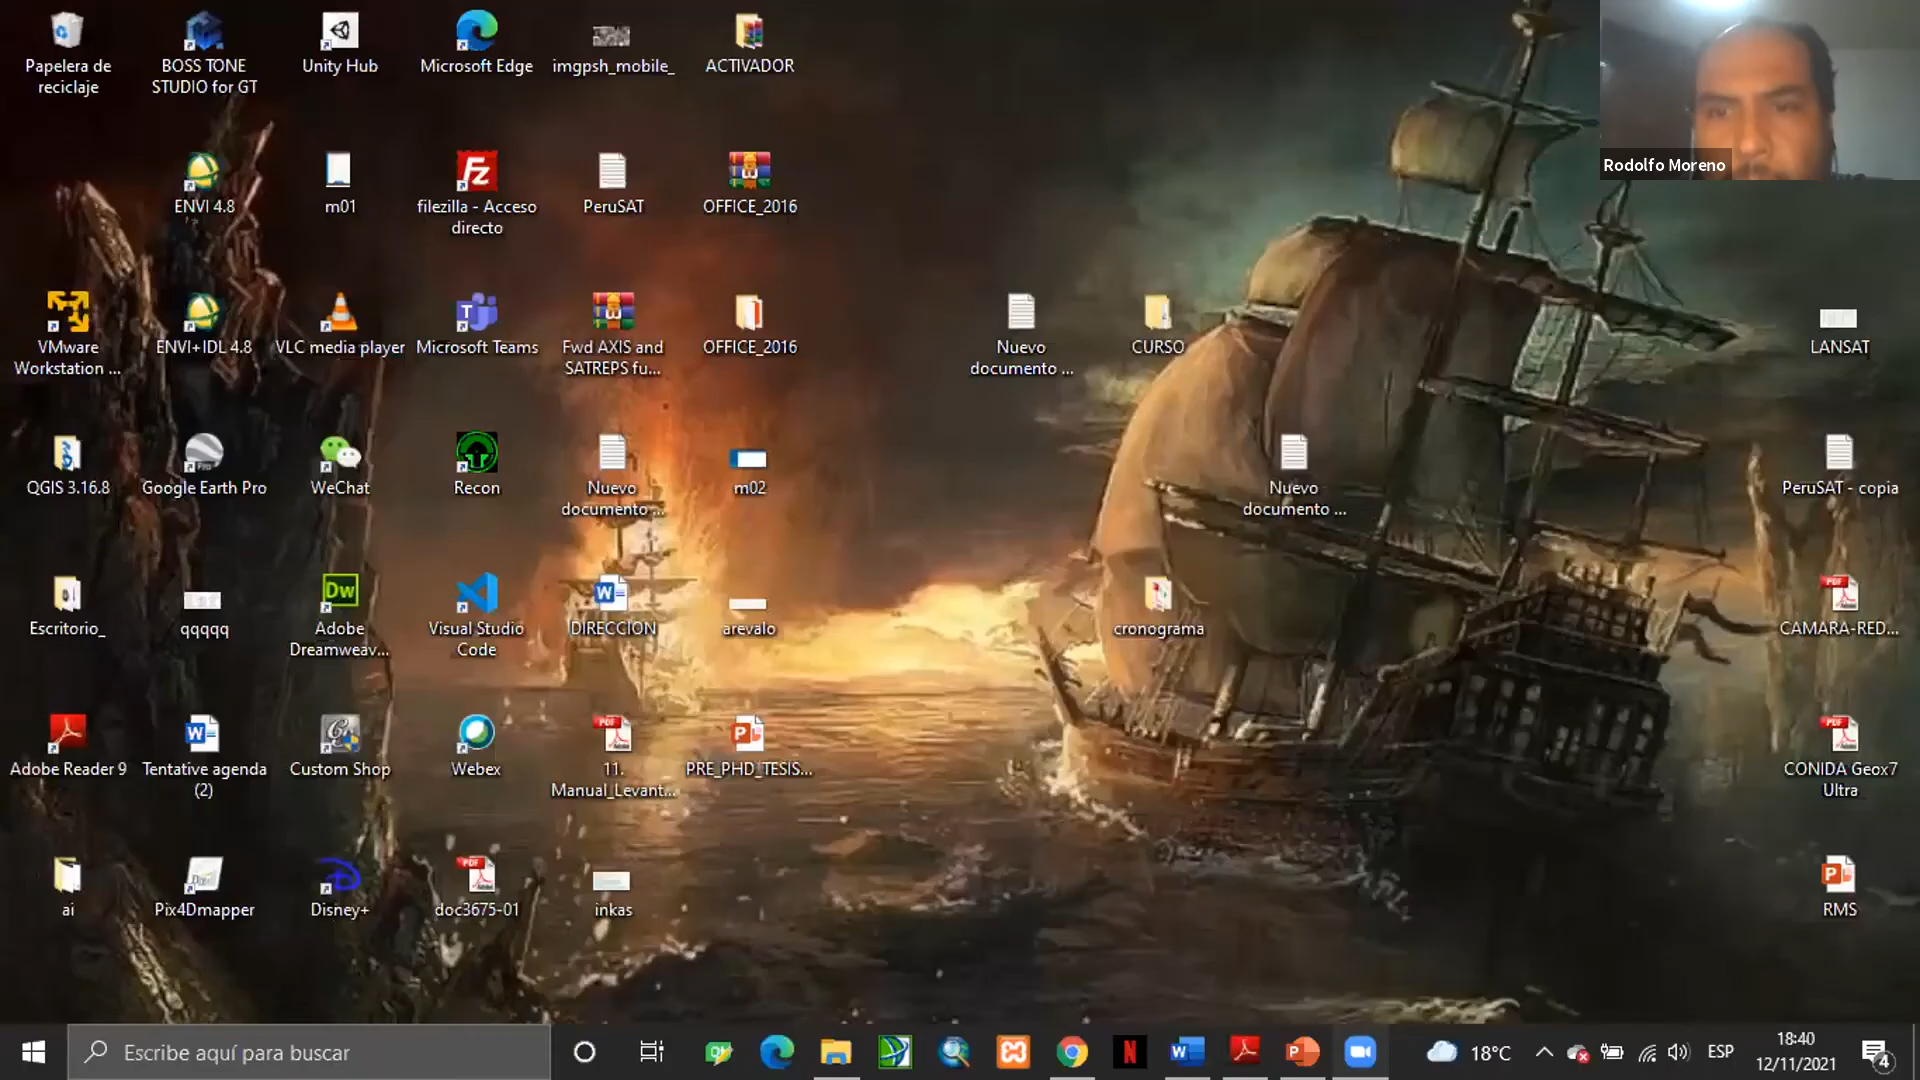 Papelera de
reciclaje
BOSS TONE
STUDIO for GT
Unity Hub
Microsoft Edge
imgpsh_mobile_
ACTIVADOR
Rodolfo Moreno
ENVI 4.8
m01
filezilla - Acceso
directo
PeruSAT
OFFICE_2016
VMware
Workstation ...
ENVI+IDL 4.8
VLC media player
Microsoft Teams
Fwd AXIS and
SATREPS fu...
OFFICE_2016
Nuevo
documento ...
CURSO
LANSAT
QGIS 3.16.8
Google Earth Pro
WeChat
Recon
Nuevo
documento ...
m02
Nuevo
documento ...
PeruSAT - copia
Escritorio_
qqqqq
Adobe
Dreamweav...
Visual Studio
Code
DIRECCION
arevalo
cronograma
CAMARA-RED...
Adobe Reader 9
Tentative agenda
(2)
Custom Shop
Webex
11.
Manual_Levant...
PRE_PHD_TESIS...
CONIDA Geox7
Ultra
ai
Pix4Dmapper
Disney+
doc3675-01
inkas
RMS
Escribe aquí para buscar
18°C
ESP
18:40
12/11/2021
4